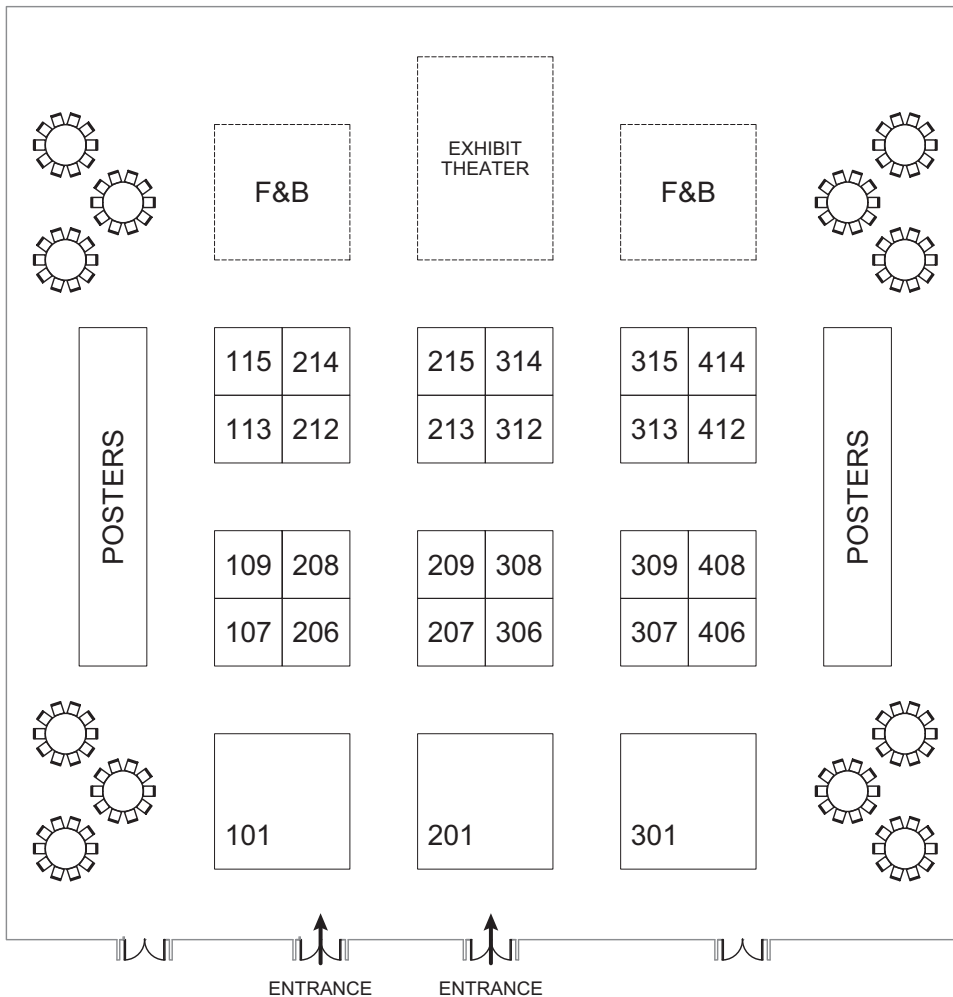 EXHIBIT
THEATER
F&B
F&B
115 214
215 314
315 414
113 212
213 312
313 412
POSTERS
POSTERS
109 208
209 308
309 408
107 206
207 306
307 406
101
201
301
ENTRANCE
ENTRANCE